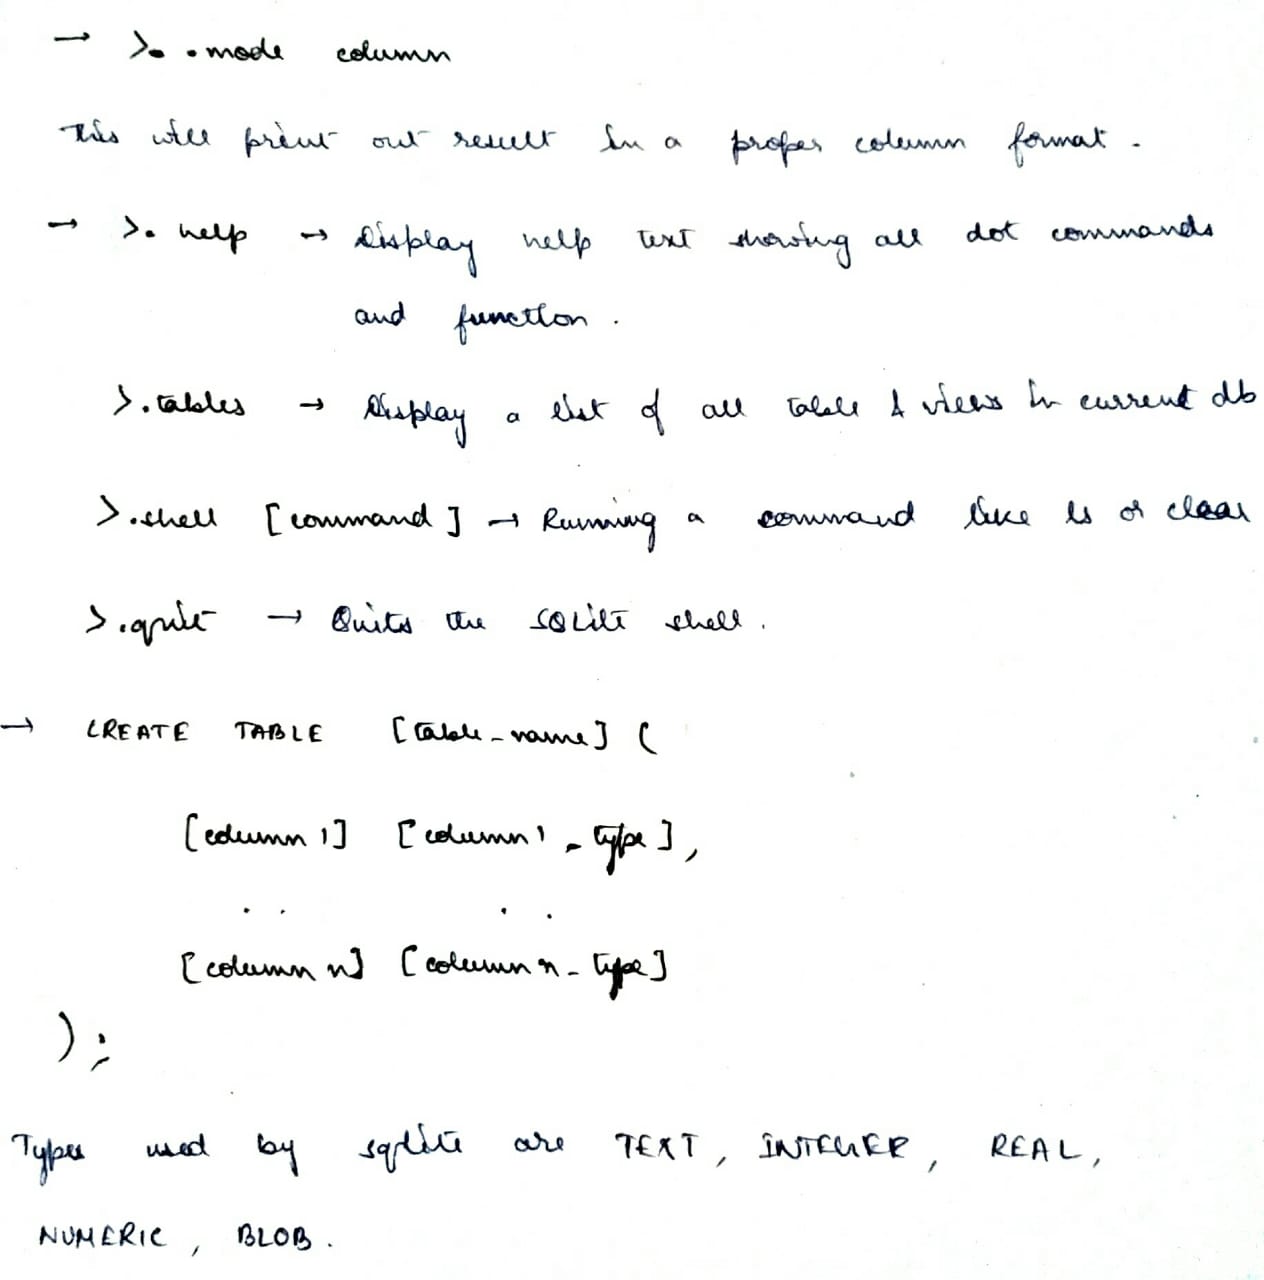 → >. .mode column
This will print out result in a proper column format.
→ >. help → Display help text showing all dot commands
and function.
>.tables → Display a list of all table & views in current db
>.shell [command] → Running a command like ls or clear
>.quit → Quits the SQLite shell.
→ CREATE TABLE [table_name] (
[column 1] [column1_type],
. . . .
[column n] [column n_type]
);
Types used by sqlite are TEXT, INTEGER, REAL,
NUMERIC, BLOB.